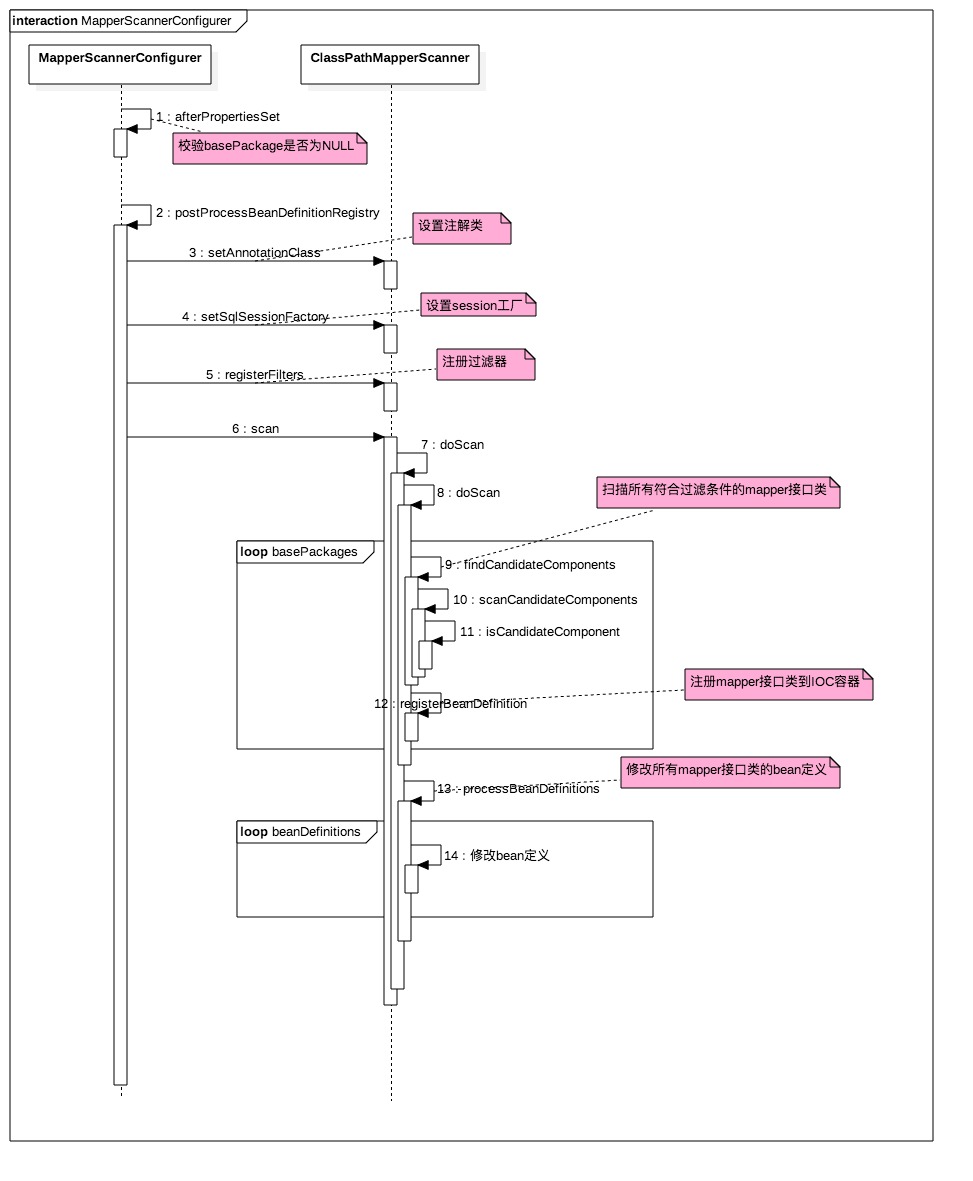 interaction MapperScannerConfigurer
MapperScannerConfigurer
ClassPathMapperScanner
1 : afterPropertiesSet
校验basePackage是否为NULL
2 : postProcessBeanDefinitionRegistry
设置注解类
3 : setAnnotationClass
设置session工厂
4 : setSqlSessionFactory
注册过滤器
5 : registerFilters
6 : scan
7 : doScan
8 : doScan
扫描所有符合过滤条件的mapper接口类
loop basePackages
9 : findCandidateComponents
10 : scanCandidateComponents
11 : isCandidateComponent
注册mapper接口类到IOC容器
12 : registerBeanDefinition
修改所有mapper接口类的bean定义
13 : processBeanDefinitions
loop beanDefinitions
14 : 修改bean定义